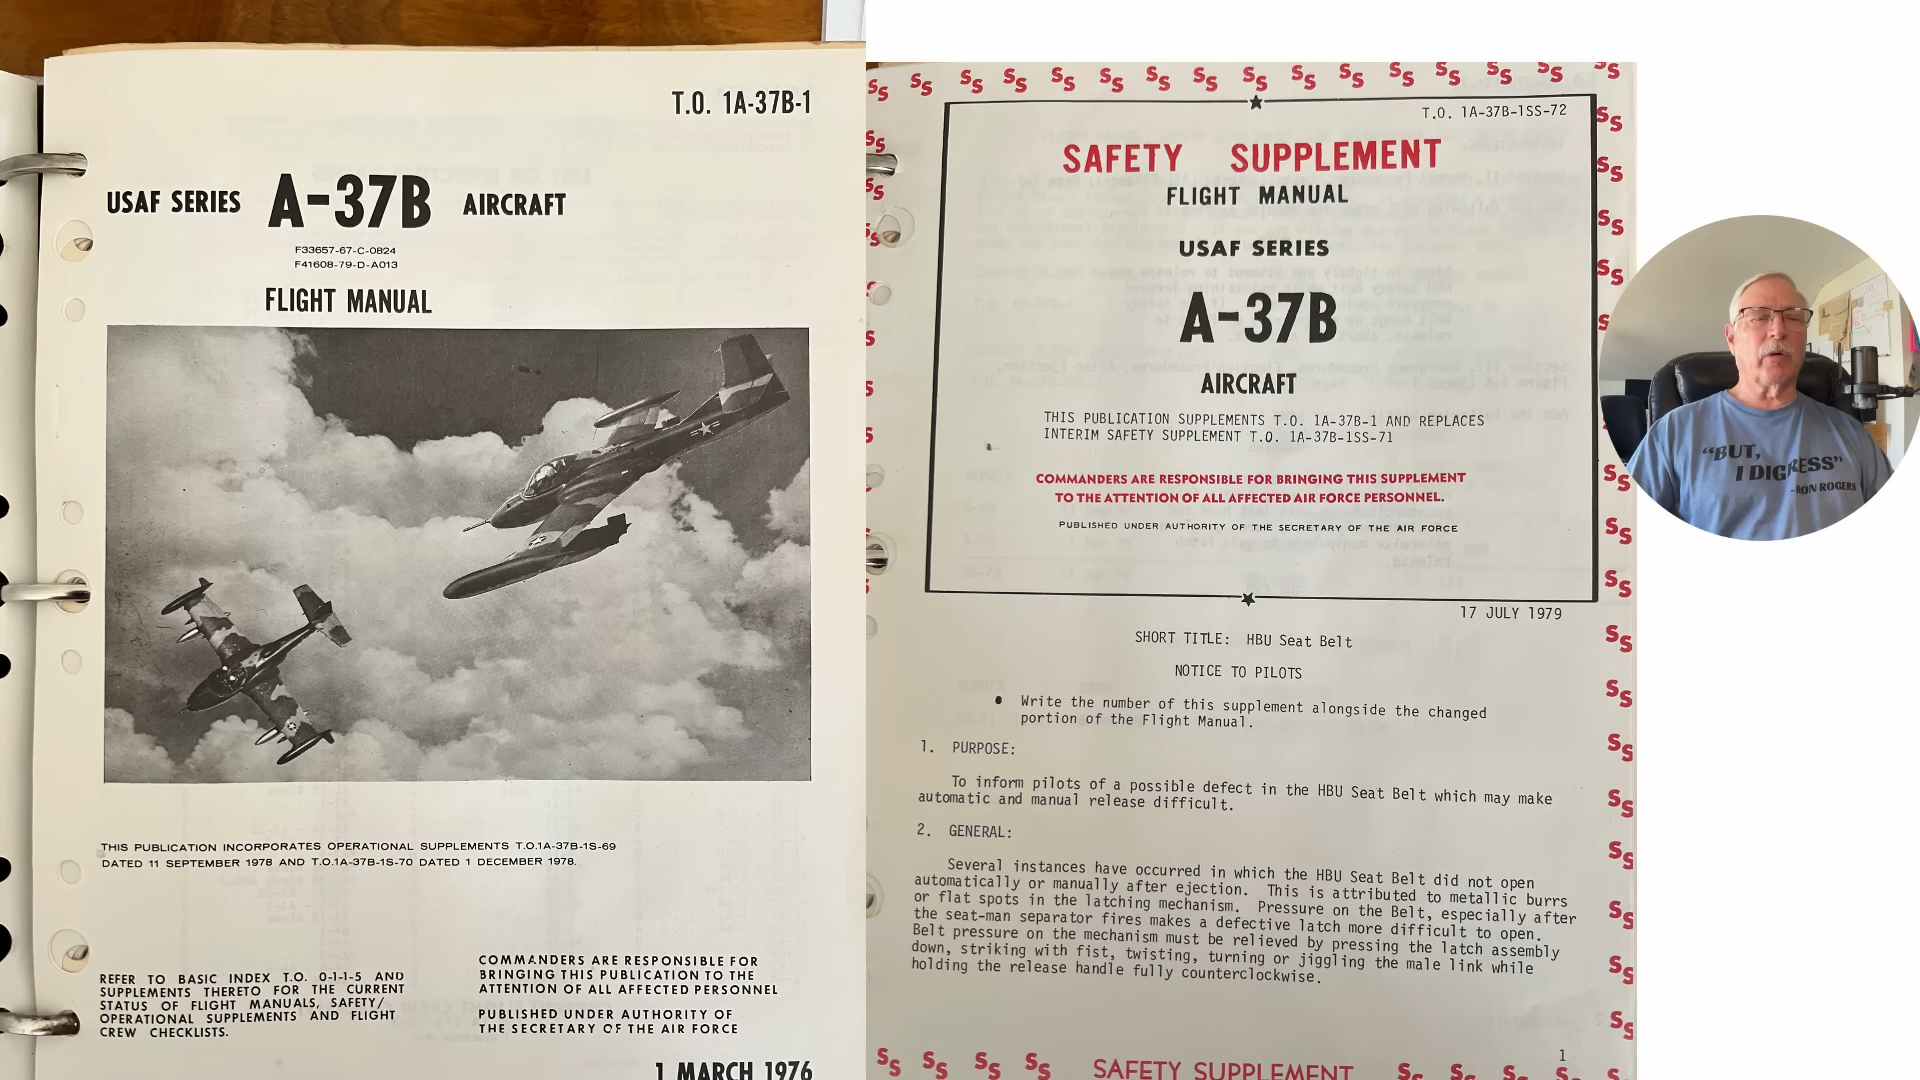 T.O. 1A-37B-1
USAF SERIES A-37B AIRCRAFT
F33657-67-C-0824
F41608-79-D-A013
FLIGHT MANUAL
THIS PUBLICATION INCORPORATES OPERATIONAL SUPPLEMENTS T.O.1A-37B-1S-69
DATED 11 SEPTEMBER 1978 AND T.O.1A-37B-1S-70 DATED 1 DECEMBER 1978.
REFER TO BASIC INDEX T.O. 0-1-1-5 AND
SUPPLEMENTS THERETO FOR THE CURRENT
STATUS OF FLIGHT MANUALS, SAFETY/
OPERATIONAL SUPPLEMENTS AND FLIGHT
CREW CHECKLISTS.
COMMANDERS ARE RESPONSIBLE FOR
BRINGING THIS PUBLICATION TO THE
ATTENTION OF ALL AFFECTED PERSONNEL
PUBLISHED UNDER AUTHORITY OF
THE SECRETARY OF THE AIR FORCE
1 MARCH 1976
T.O. 1A-37B-1SS-72
SAFETY SUPPLEMENT
FLIGHT MANUAL
USAF SERIES
A-37B
AIRCRAFT
THIS PUBLICATION SUPPLEMENTS T.O. 1A-37B-1 AND REPLACES
INTERIM SAFETY SUPPLEMENT T.O. 1A-37B-1SS-71
COMMANDERS ARE RESPONSIBLE FOR BRINGING THIS SUPPLEMENT
TO THE ATTENTION OF ALL AFFECTED AIR FORCE PERSONNEL.
PUBLISHED UNDER AUTHORITY OF THE SECRETARY OF THE AIR FORCE
17 JULY 1979
SHORT TITLE: HBU Seat Belt
NOTICE TO PILOTS
● Write the number of this supplement alongside the changed
portion of the Flight Manual.
1. PURPOSE:
To inform pilots of a possible defect in the HBU Seat Belt which may make
automatic and manual release difficult.
2. GENERAL:
Several instances have occurred in which the HBU Seat Belt did not open
automatically or manually after ejection. This is attributed to metallic burrs
or flat spots in the latching mechanism. Pressure on the Belt, especially after
the seat-man separator fires makes a defective latch more difficult to open.
Belt pressure on the mechanism must be relieved by pressing the latch assembly
down, striking with fist, twisting, turning or jiggling the male link while
holding the release handle fully counterclockwise.
1
SAFETY SUPPLEMENT
"BUT,
I DIGRESS"
-RON ROGERS